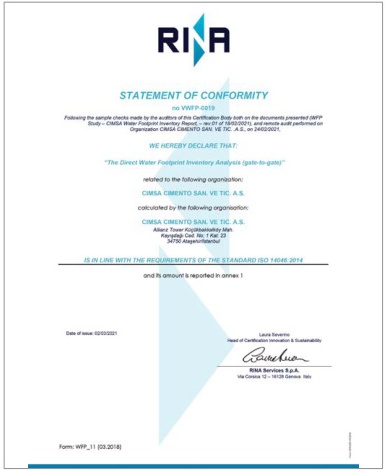 RINA
STATEMENT OF CONFORMITY
no VWFP-0019
Following the sample checks made by the auditors of this Certification Body both on the documents presented (WFP
Study – CIMSA Water Footprint Inventory Report, – rev.01 of 18/02/2021), and remote audit performed on
Organization CIMSA CIMENTO SAN. VE TIC. .A.S., on 24/02/2021,
WE HEREBY DECLARE THAT:
"The Direct Water Footprint Inventory Analysis (gate-to-gate)"
related to the following organisation:
CIMSA CIMENTO SAN. VE TIC. A.S.
calculated by the following organisation:
CIMSA CIMENTO SAN. VE TIC. A.S.
Allianz Tower Küçükbakkalköy Mah.
Kayışdağı Cad. No: 1 Kat: 23
34750 Ataşehir/Istanbul
IS IN LINE WITH THE REQUIREMENTS OF THE STANDARD ISO 14046:2014
and its amount is reported in annex 1
Date of issue: 02/03/2021
Laura Severino
Head of Certification Innovation & Sustainability
RINA Services S.p.A.
Via Corsica 12 – 16128 Genova Italy
Form: WFP_11 (03.2018)